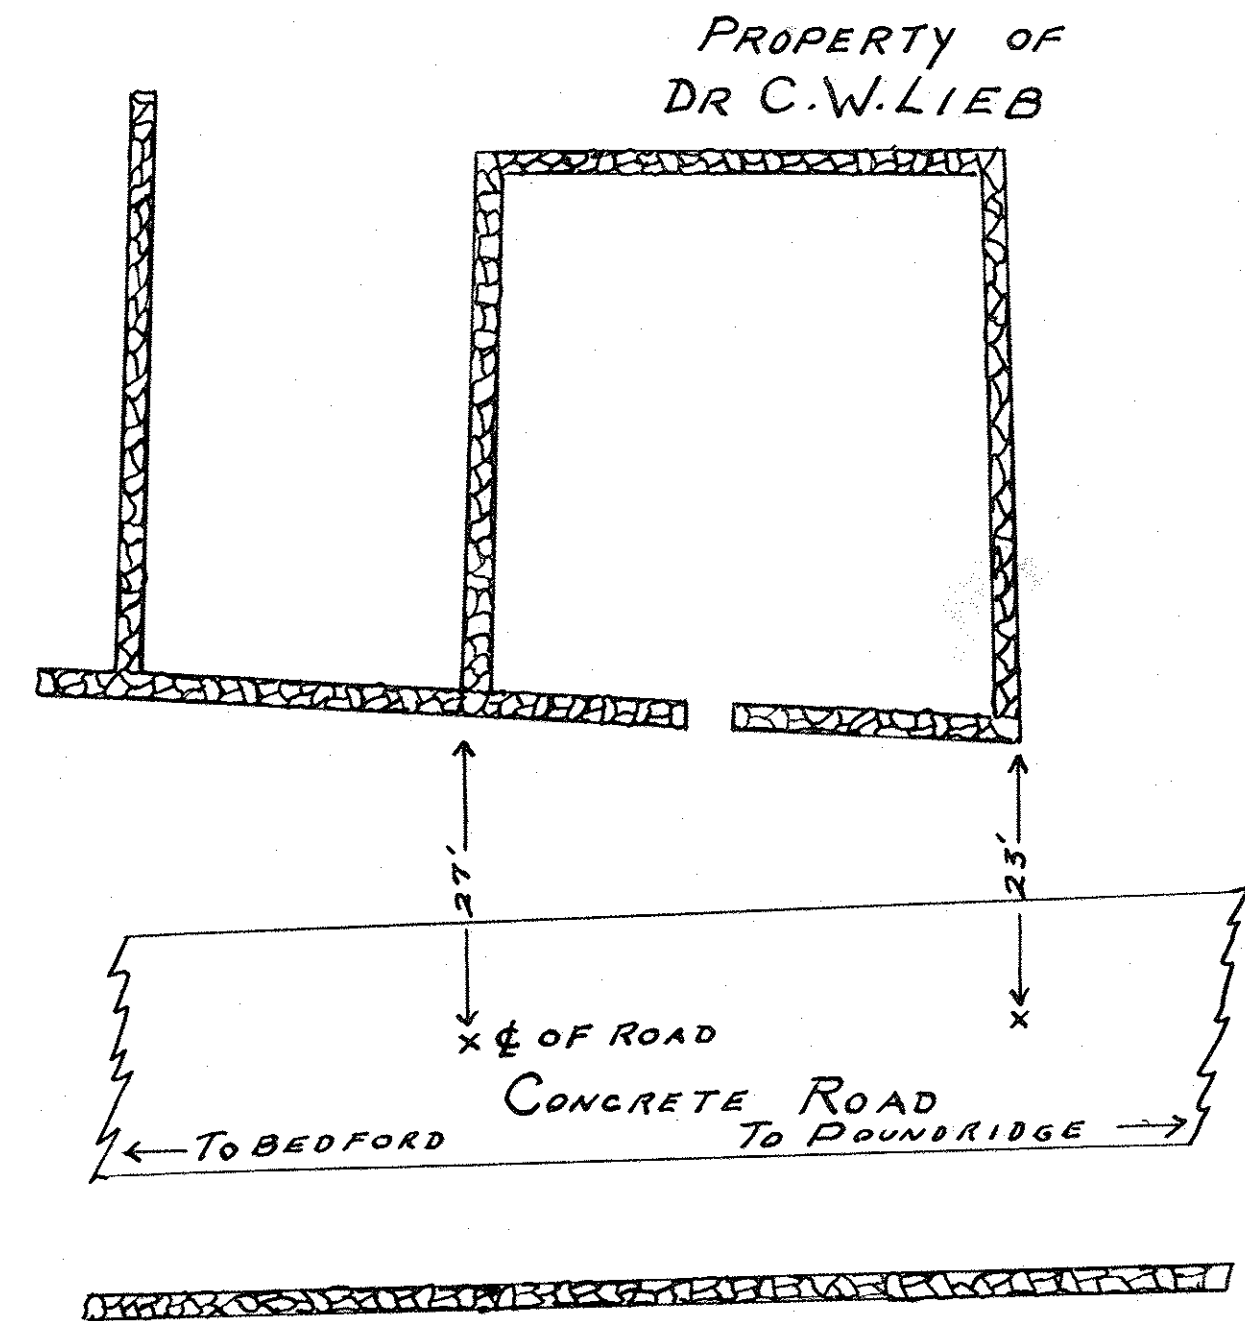 PROPERTY OF
DR C.W. LIEB
27'
23'
x ℄ OF ROAD
x
CONCRETE ROAD
← TO BEDFORD
TO POUNDRIDGE →